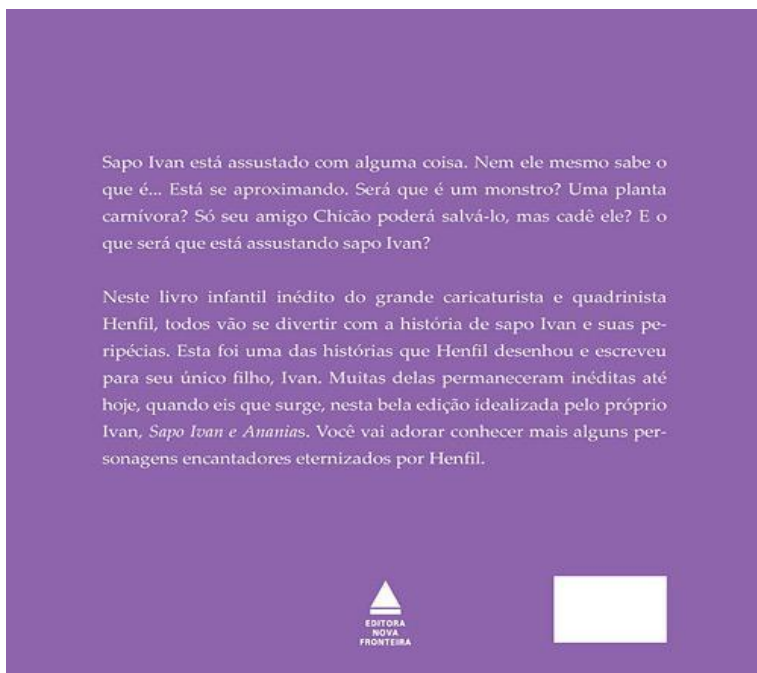 Sapo Ivan está assustado com alguma coisa. Nem ele mesmo sabe o
que é... Está se aproximando. Será que é um monstro? Uma planta
carnívora? Só seu amigo Chicão poderá salvá-lo, mas cadê ele? E o
que será que está assustando sapo Ivan?
Neste livro infantil inédito do grande caricaturista e quadrinista
Henfil, todos vão se divertir com a história de sapo Ivan e suas pe-
ripécias. Esta foi uma das histórias que Henfil desenhou e escreveu
para seu único filho, Ivan. Muitas delas permaneceram inéditas até
hoje, quando eis que surge, nesta bela edição idealizada pelo próprio
Ivan, Sapo Ivan e Ananias. Você vai adorar conhecer mais alguns per-
sonagens encantadores eternizados por Henfil.
EDITORA
NOVA
FRONTEIRA